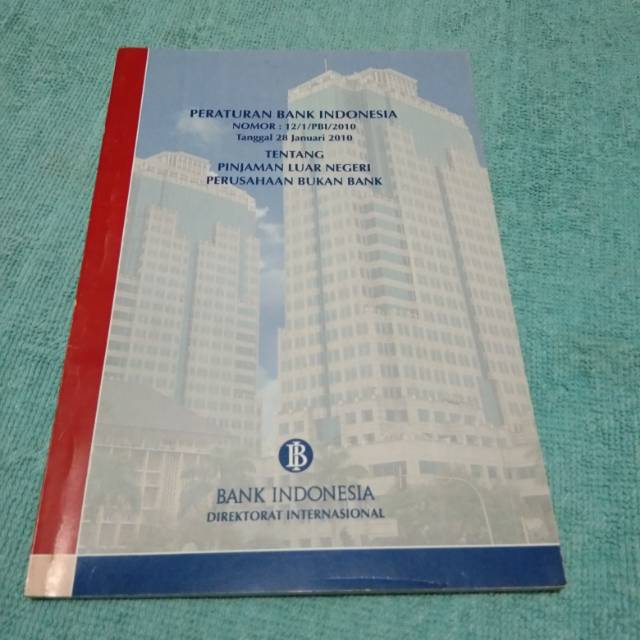 PERATURAN BANK INDONESIA
NOMOR : 12/1/PBI/2010
Tanggal 28 Januari 2010
TENTANG
PINJAMAN LUAR NEGERI
PERUSAHAAN BUKAN BANK
BANK INDONESIA
DIREKTORAT INTERNASIONAL